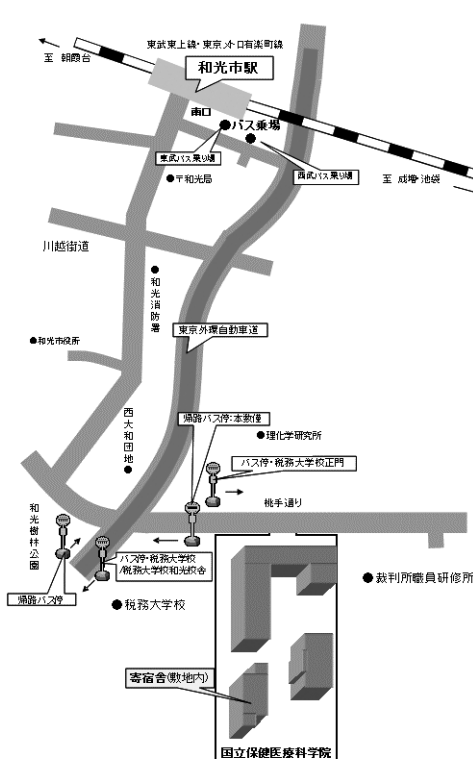 東武東上線・東京メトロ有楽町線
至 朝霞台
和光市駅
南口
バス乗場
東武バス乗り場
西武バス乗り場
〒和光局
至 成増・池袋
川越街道
和光消防署
東京外環自動車道
和光市役所
西大和団地
帰路バス停:本数僅
理化学研究所
バス停・税務大学校正門
桃手通り
和光樹林公園
バス停・税務大学校
/税務大学校和光校舎
帰路バス停
税務大学校
裁判所職員研修所
寄宿舎(敷地内)
国立保健医療科学院